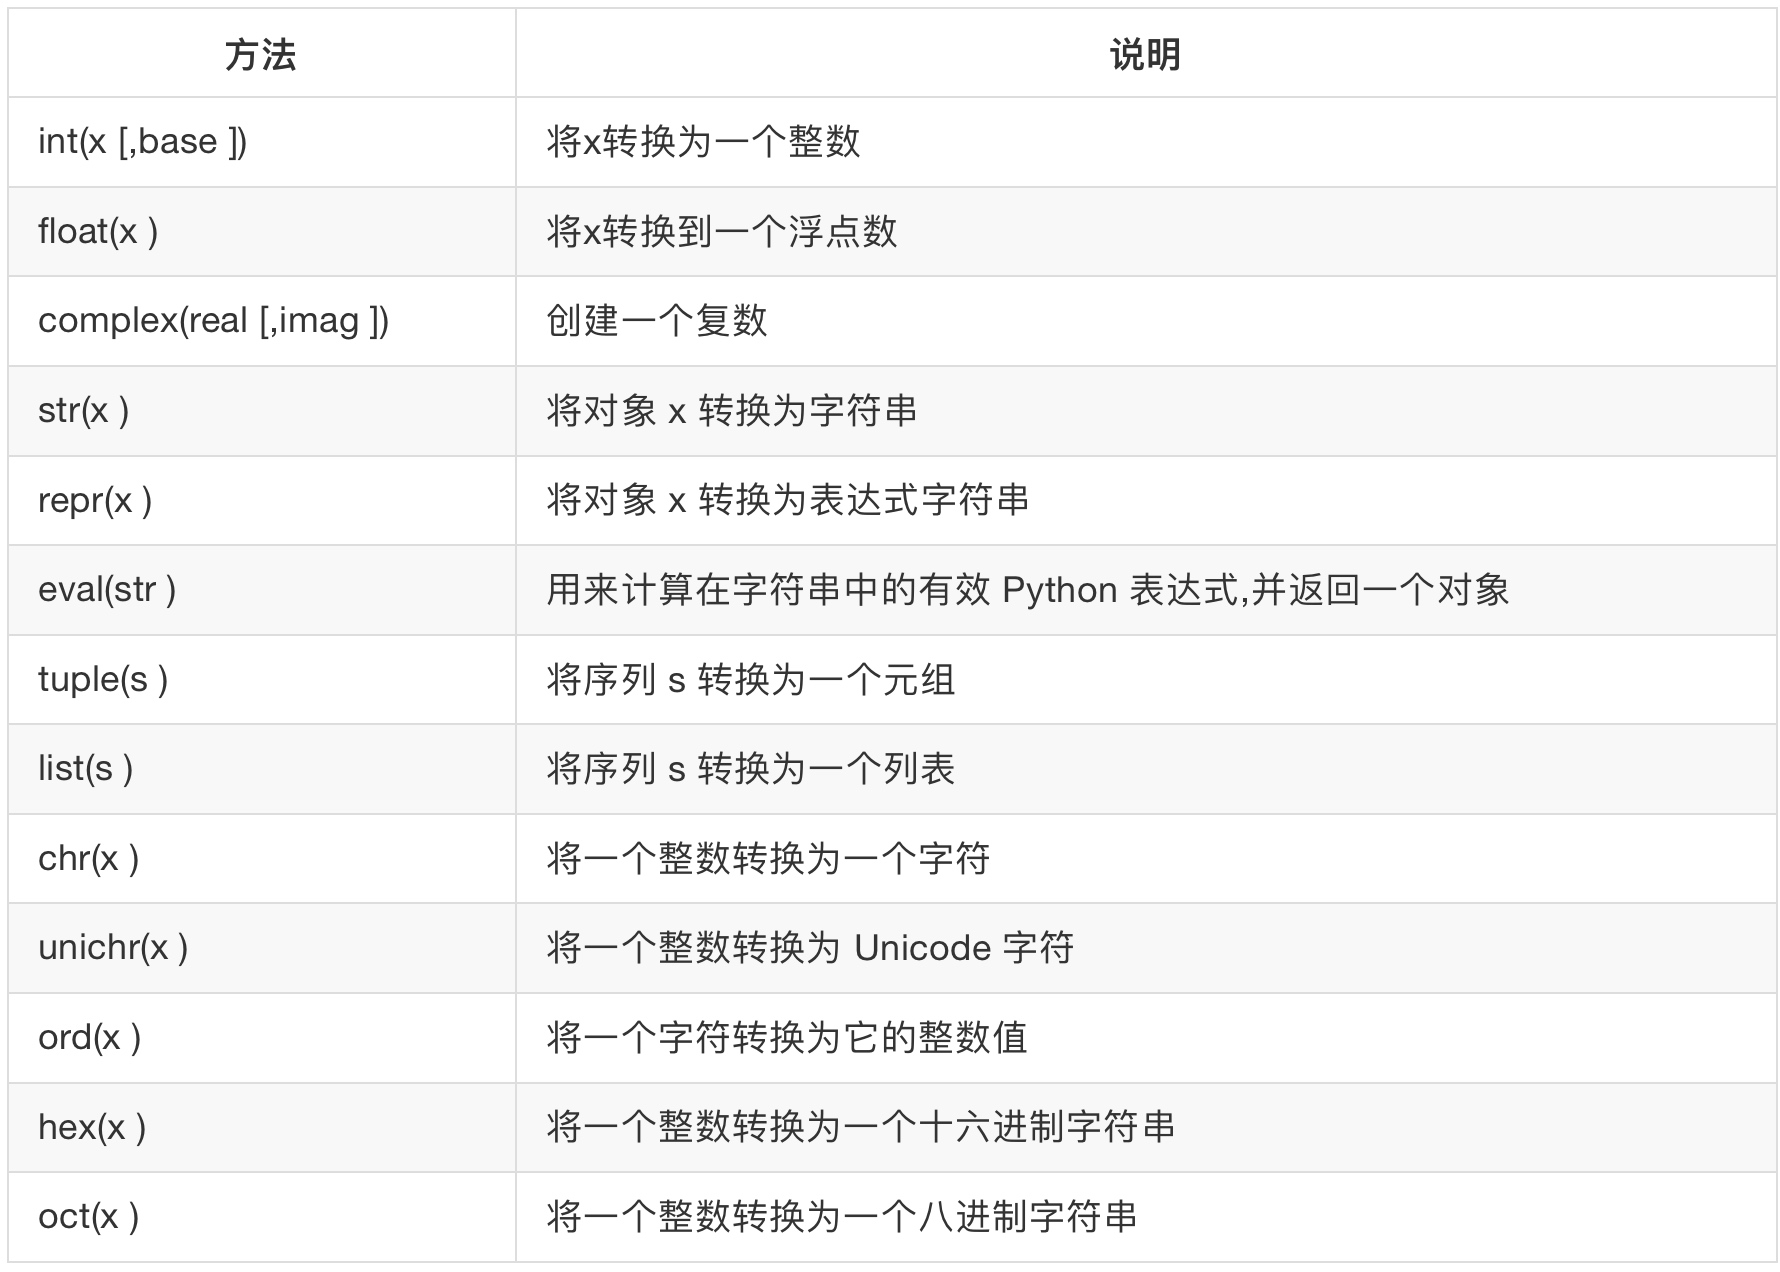 方法 说明
int(x [,base ]) 将x转换为一个整数
float(x ) 将x转换到一个浮点数
complex(real [,imag ]) 创建一个复数
str(x ) 将对象 x 转换为字符串
repr(x ) 将对象 x 转换为表达式字符串
eval(str ) 用来计算在字符串中的有效 Python 表达式,并返回一个对象
tuple(s ) 将序列 s 转换为一个元组
list(s ) 将序列 s 转换为一个列表
chr(x ) 将一个整数转换为一个字符
unichr(x ) 将一个整数转换为 Unicode 字符
ord(x ) 将一个字符转换为它的整数值
hex(x ) 将一个整数转换为一个十六进制字符串
oct(x ) 将一个整数转换为一个八进制字符串